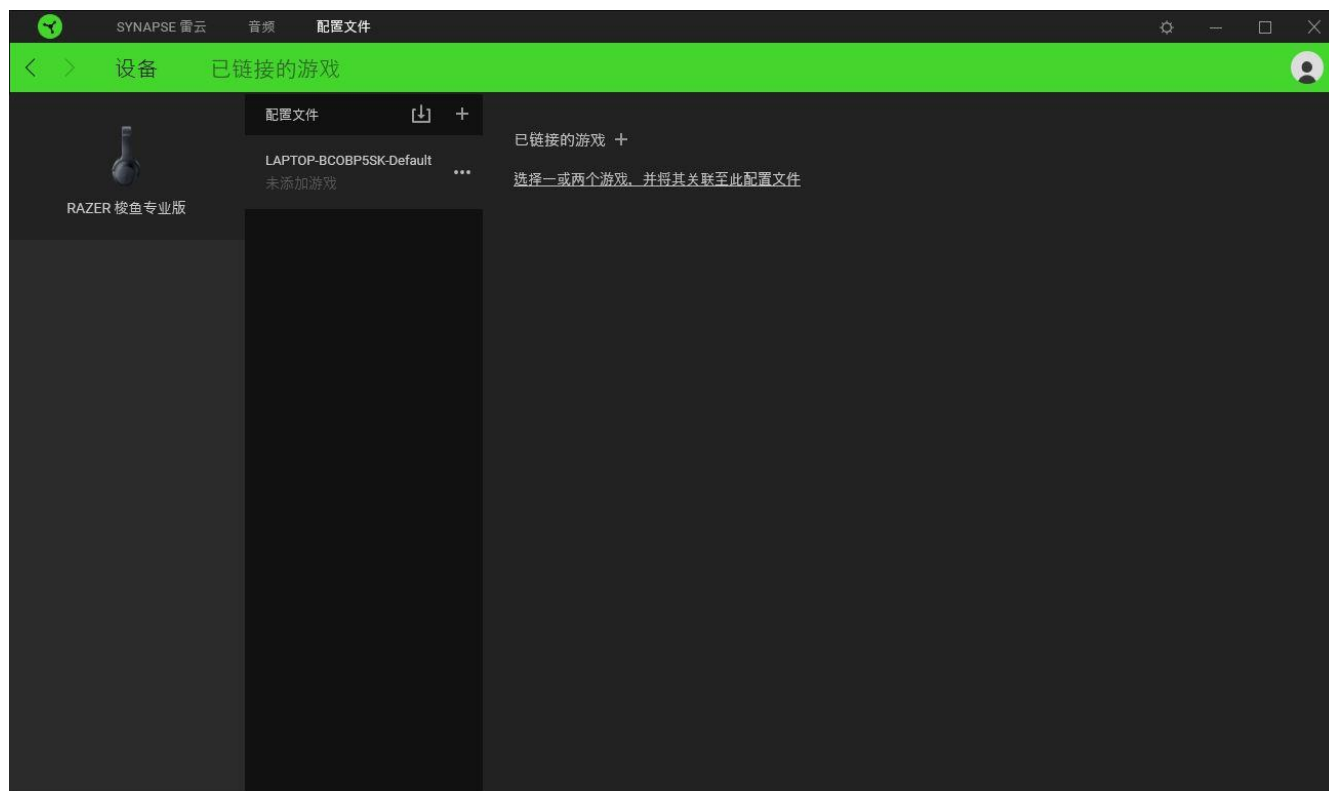 SYNAPSE 雷云 音频 配置文件
设备 已链接的游戏
RAZER 梭鱼专业版
配置文件
LAPTOP-BCOBP5SK-Default
未添加游戏
已链接的游戏
选择一或两个游戏，并将其关联至此配置文件